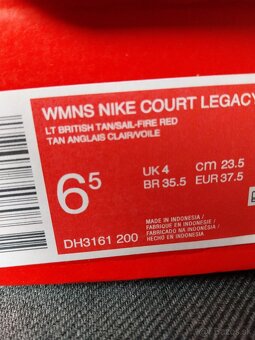 WMNS NIKE COURT LEGACY
LT BRITISH TAN/SAIL-FIRE RED
TAN ANGLAIS CLAIR/VOILE
6.5
UK 4
CM 23.5
BR 35.5
EUR 37.5
DH3161 200
MADE IN INDONESIA /
FABRIQUE EN INDONESIE /
FABRICADO NA INDONÉSIA /
HECHO EN INDONESIA